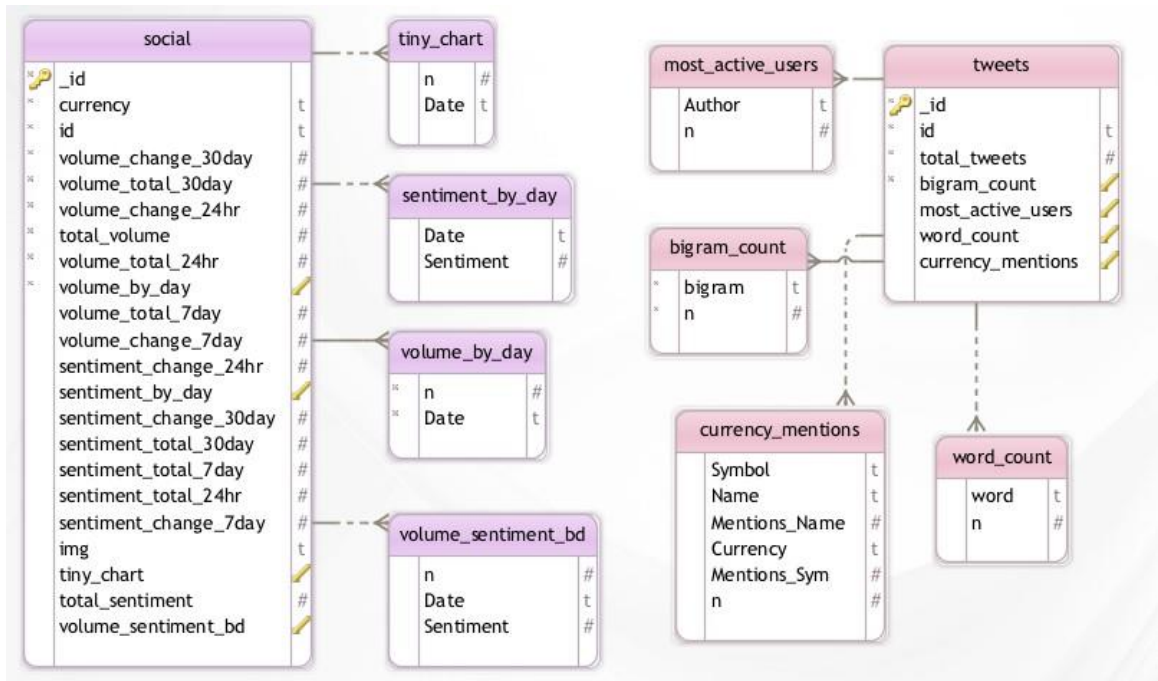 social
_id
currency t
id t
volume_change_30day #
volume_total_30day #
volume_change_24hr #
total_volume #
volume_total_24hr #
volume_by_day
volume_total_7day #
volume_change_7day #
sentiment_change_24hr #
sentiment_by_day
sentiment_change_30day #
sentiment_total_30day #
sentiment_total_7day #
sentiment_total_24hr #
sentiment_change_7day #
img t
tiny_chart
total_sentiment #
volume_sentiment_bd
tiny_chart
n #
Date t
sentiment_by_day
Date t
Sentiment #
volume_by_day
n #
Date t
volume_sentiment_bd
n #
Date t
Sentiment #
most_active_users
Author t
n #
bigram_count
bigram t
n #
tweets
_id
id t
total_tweets #
bigram_count
most_active_users
word_count
currency_mentions
currency_mentions
Symbol t
Name t
Mentions_Name #
Currency t
Mentions_Sym #
n #
word_count
word t
n #